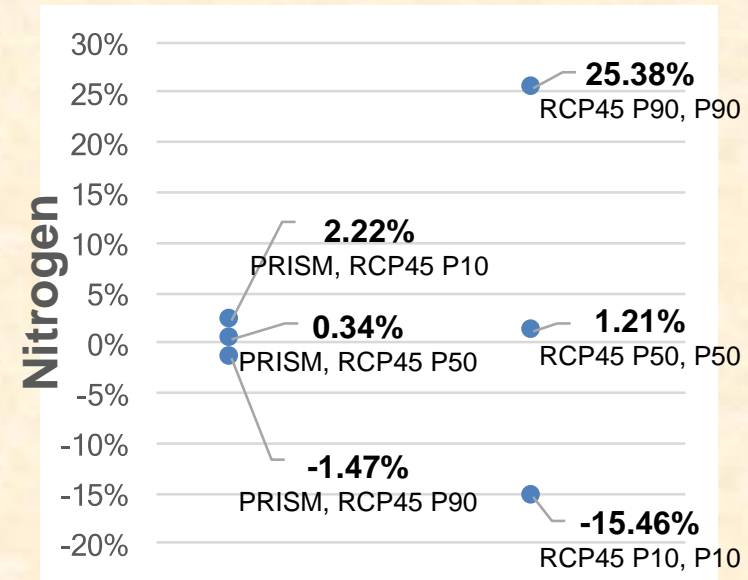 Nitrogen
30%
25%
20%
15%
10%
5%
0%
-5%
-10%
-15%
-20%
2.22%
PRISM, RCP45 P10
0.34%
PRISM, RCP45 P50
-1.47%
PRISM, RCP45 P90
25.38%
RCP45 P90, P90
1.21%
RCP45 P50, P50
-15.46%
RCP45 P10, P10